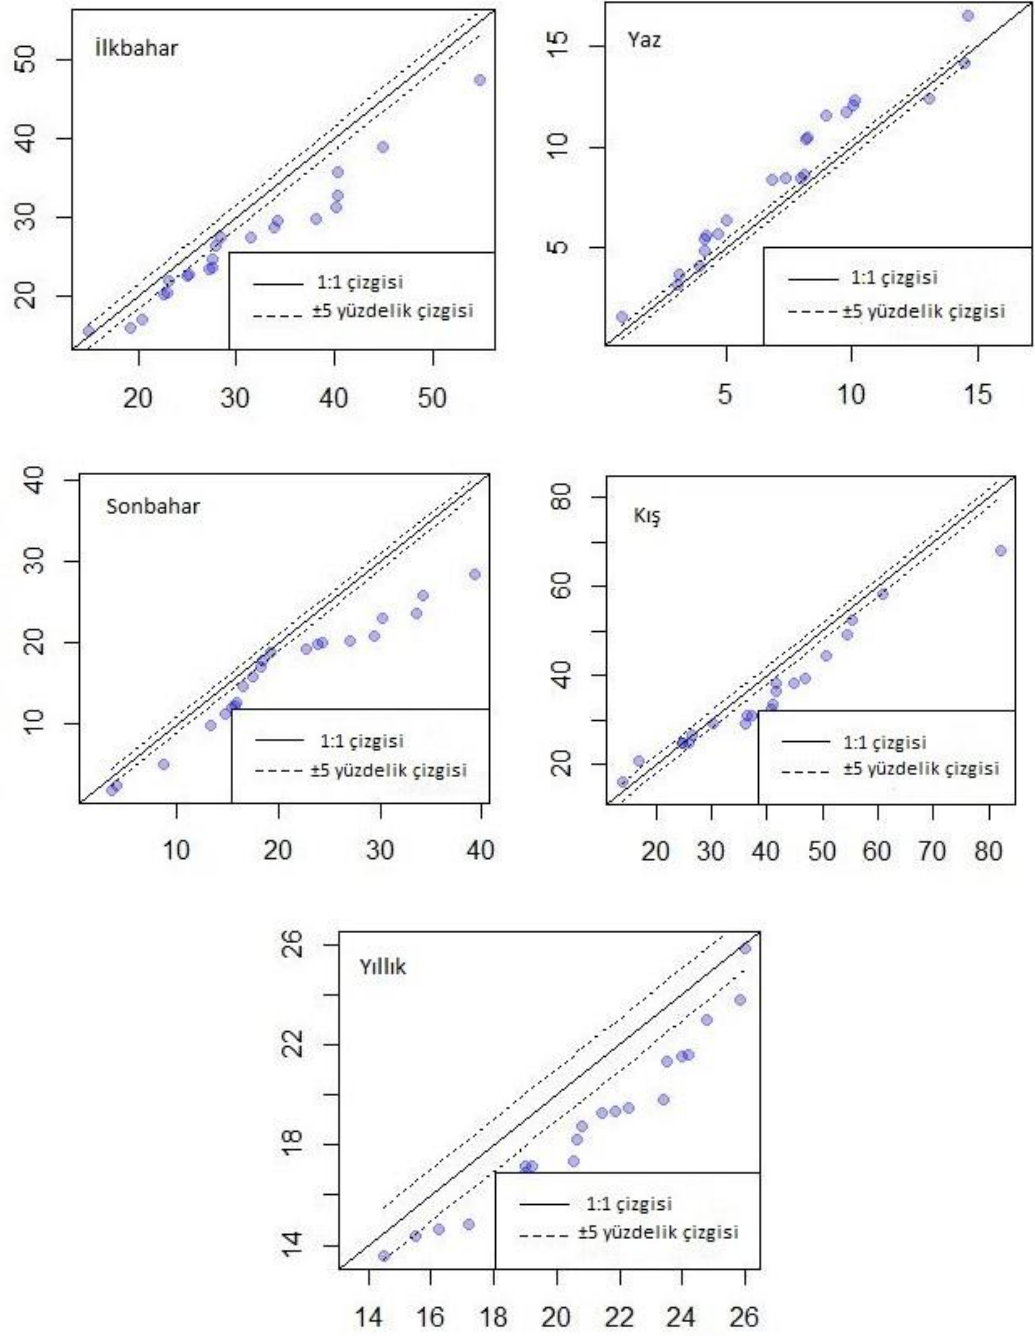 İlkbahar
50
40
30
20
1:1 çizgisi
±5 yüzdelik çizgisi
20 30 40 50
Yaz
15
10
5
1:1 çizgisi
±5 yüzdelik çizgisi
5 10 15
Sonbahar
40
30
20
10
1:1 çizgisi
±5 yüzdelik çizgisi
10 20 30 40
Kış
80
60
40
20
1:1 çizgisi
±5 yüzdelik çizgisi
20 30 40 50 60 70 80
Yıllık
26
22
18
14
1:1 çizgisi
±5 yüzdelik çizgisi
14 16 18 20 22 24 26